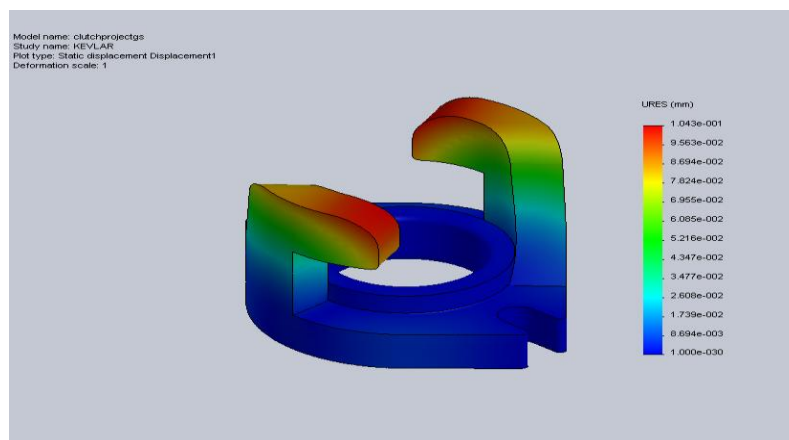 Model name: clutchprojectgs
Study name: KEVLAR
Plot type: Static displacement Displacement1
Deformation scale: 1
URES (mm)
1.043e-001
9.563e-002
8.694e-002
7.824e-002
6.955e-002
6.085e-002
5.216e-002
4.347e-002
3.477e-002
2.608e-002
1.739e-002
8.694e-003
1.000e-030